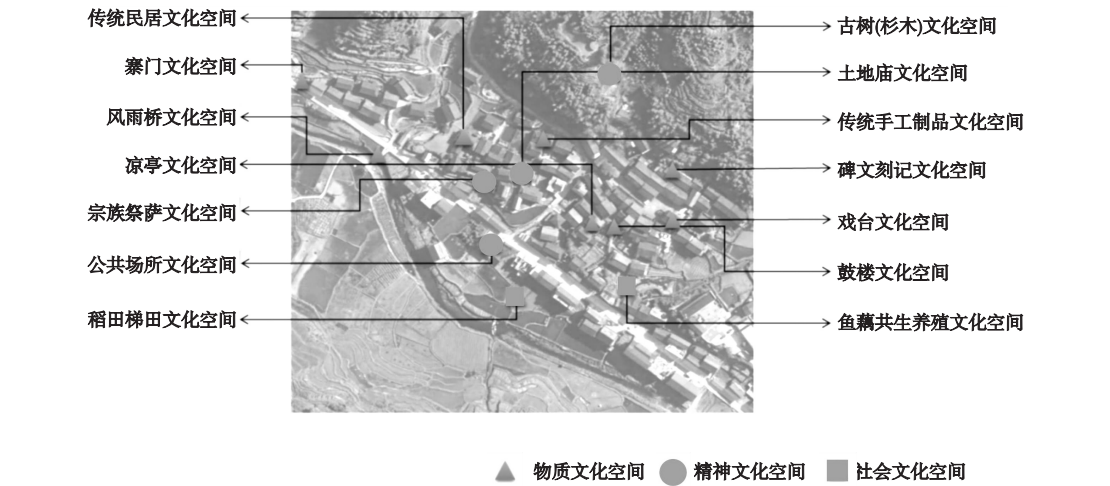 传统民居文化空间
寨门文化空间
风雨桥文化空间
凉亭文化空间
宗族祭萨文化空间
公共场所文化空间
稻田梯田文化空间
古树(杉木)文化空间
土地庙文化空间
传统手工制品文化空间
碑文刻记文化空间
戏台文化空间
鼓楼文化空间
鱼藕共生养殖文化空间
物质文化空间 精神文化空间 社会文化空间